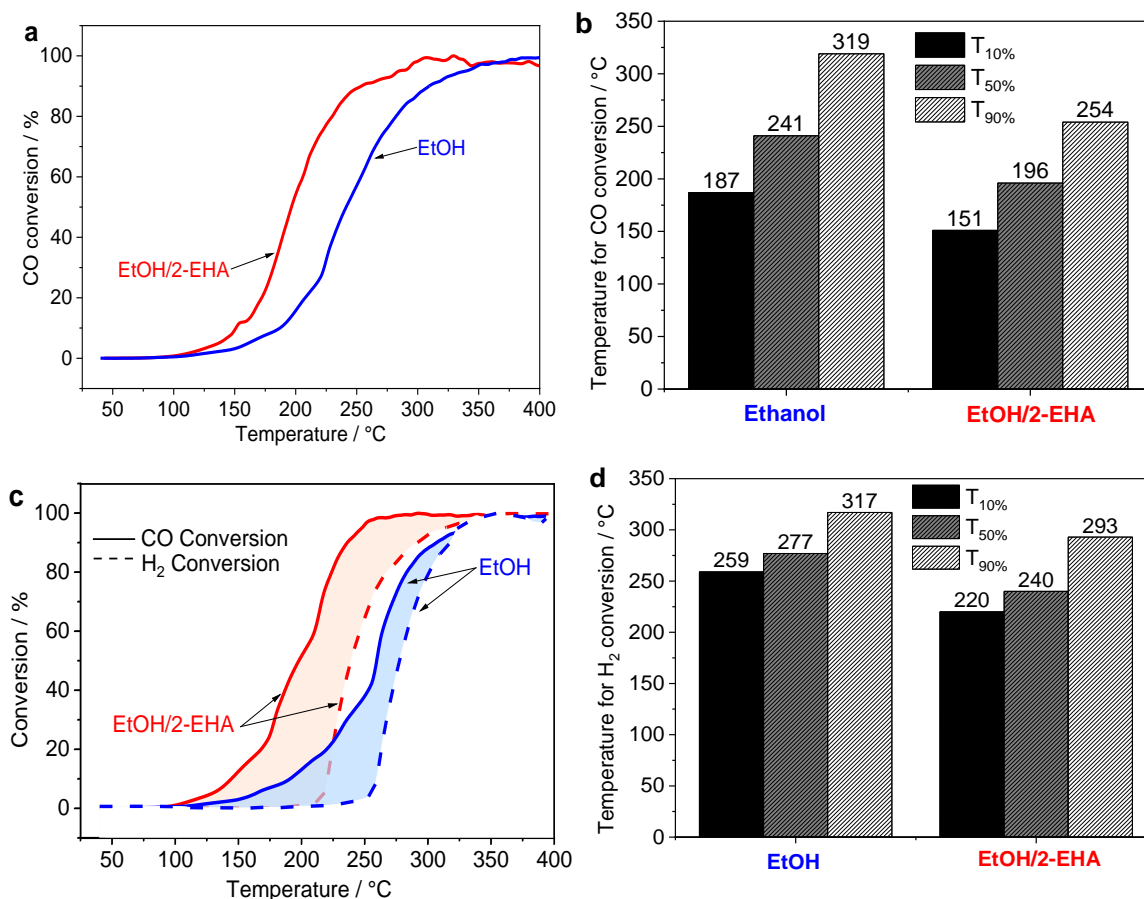 a
CO conversion / %
100
80
60
40
20
0
EtOH/2-EHA
EtOH
50 100 150 200 250 300 350 400
Temperature / °C
b
Temperature for CO conversion / °C
350
300
250
200
150
100
50
0
T10%
T50%
T90%
187
241
319
151
196
254
Ethanol
EtOH/2-EHA
c
Conversion / %
100
80
60
40
20
0
CO Conversion
H2 Conversion
EtOH
EtOH/2-EHA
50 100 150 200 250 300 350 400
Temperature / °C
d
Temperature for H2 conversion / °C
350
300
250
200
150
100
50
0
T10%
T50%
T90%
259
277
317
220
240
293
EtOH
EtOH/2-EHA